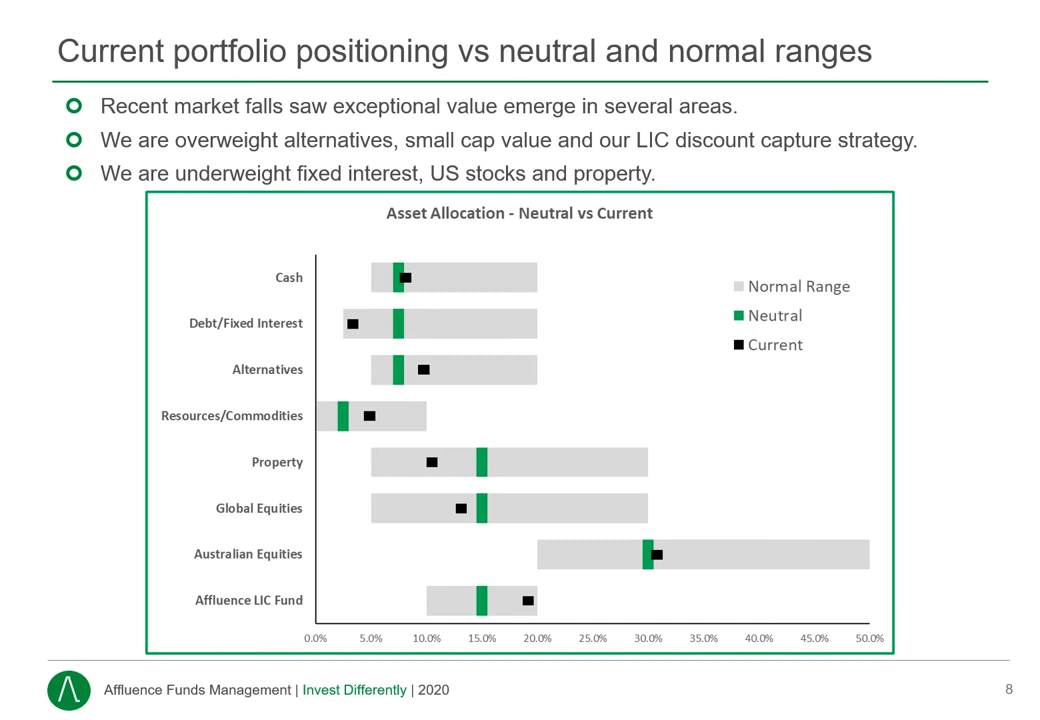 Current portfolio positioning vs neutral and normal ranges
Recent market falls saw exceptional value emerge in several areas.
We are overweight alternatives, small cap value and our LIC discount capture strategy.
We are underweight fixed interest, US stocks and property.
Asset Allocation - Neutral vs Current
Cash
Debt/Fixed Interest
Alternatives
Resources/Commodities
Property
Global Equities
Australian Equities
Affluence LIC Fund
Normal Range
Neutral
Current
0.0% 5.0% 10.0% 15.0% 20.0% 25.0% 30.0% 35.0% 40.0% 45.0% 50.0%
Affluence Funds Management | Invest Differently | 2020
8